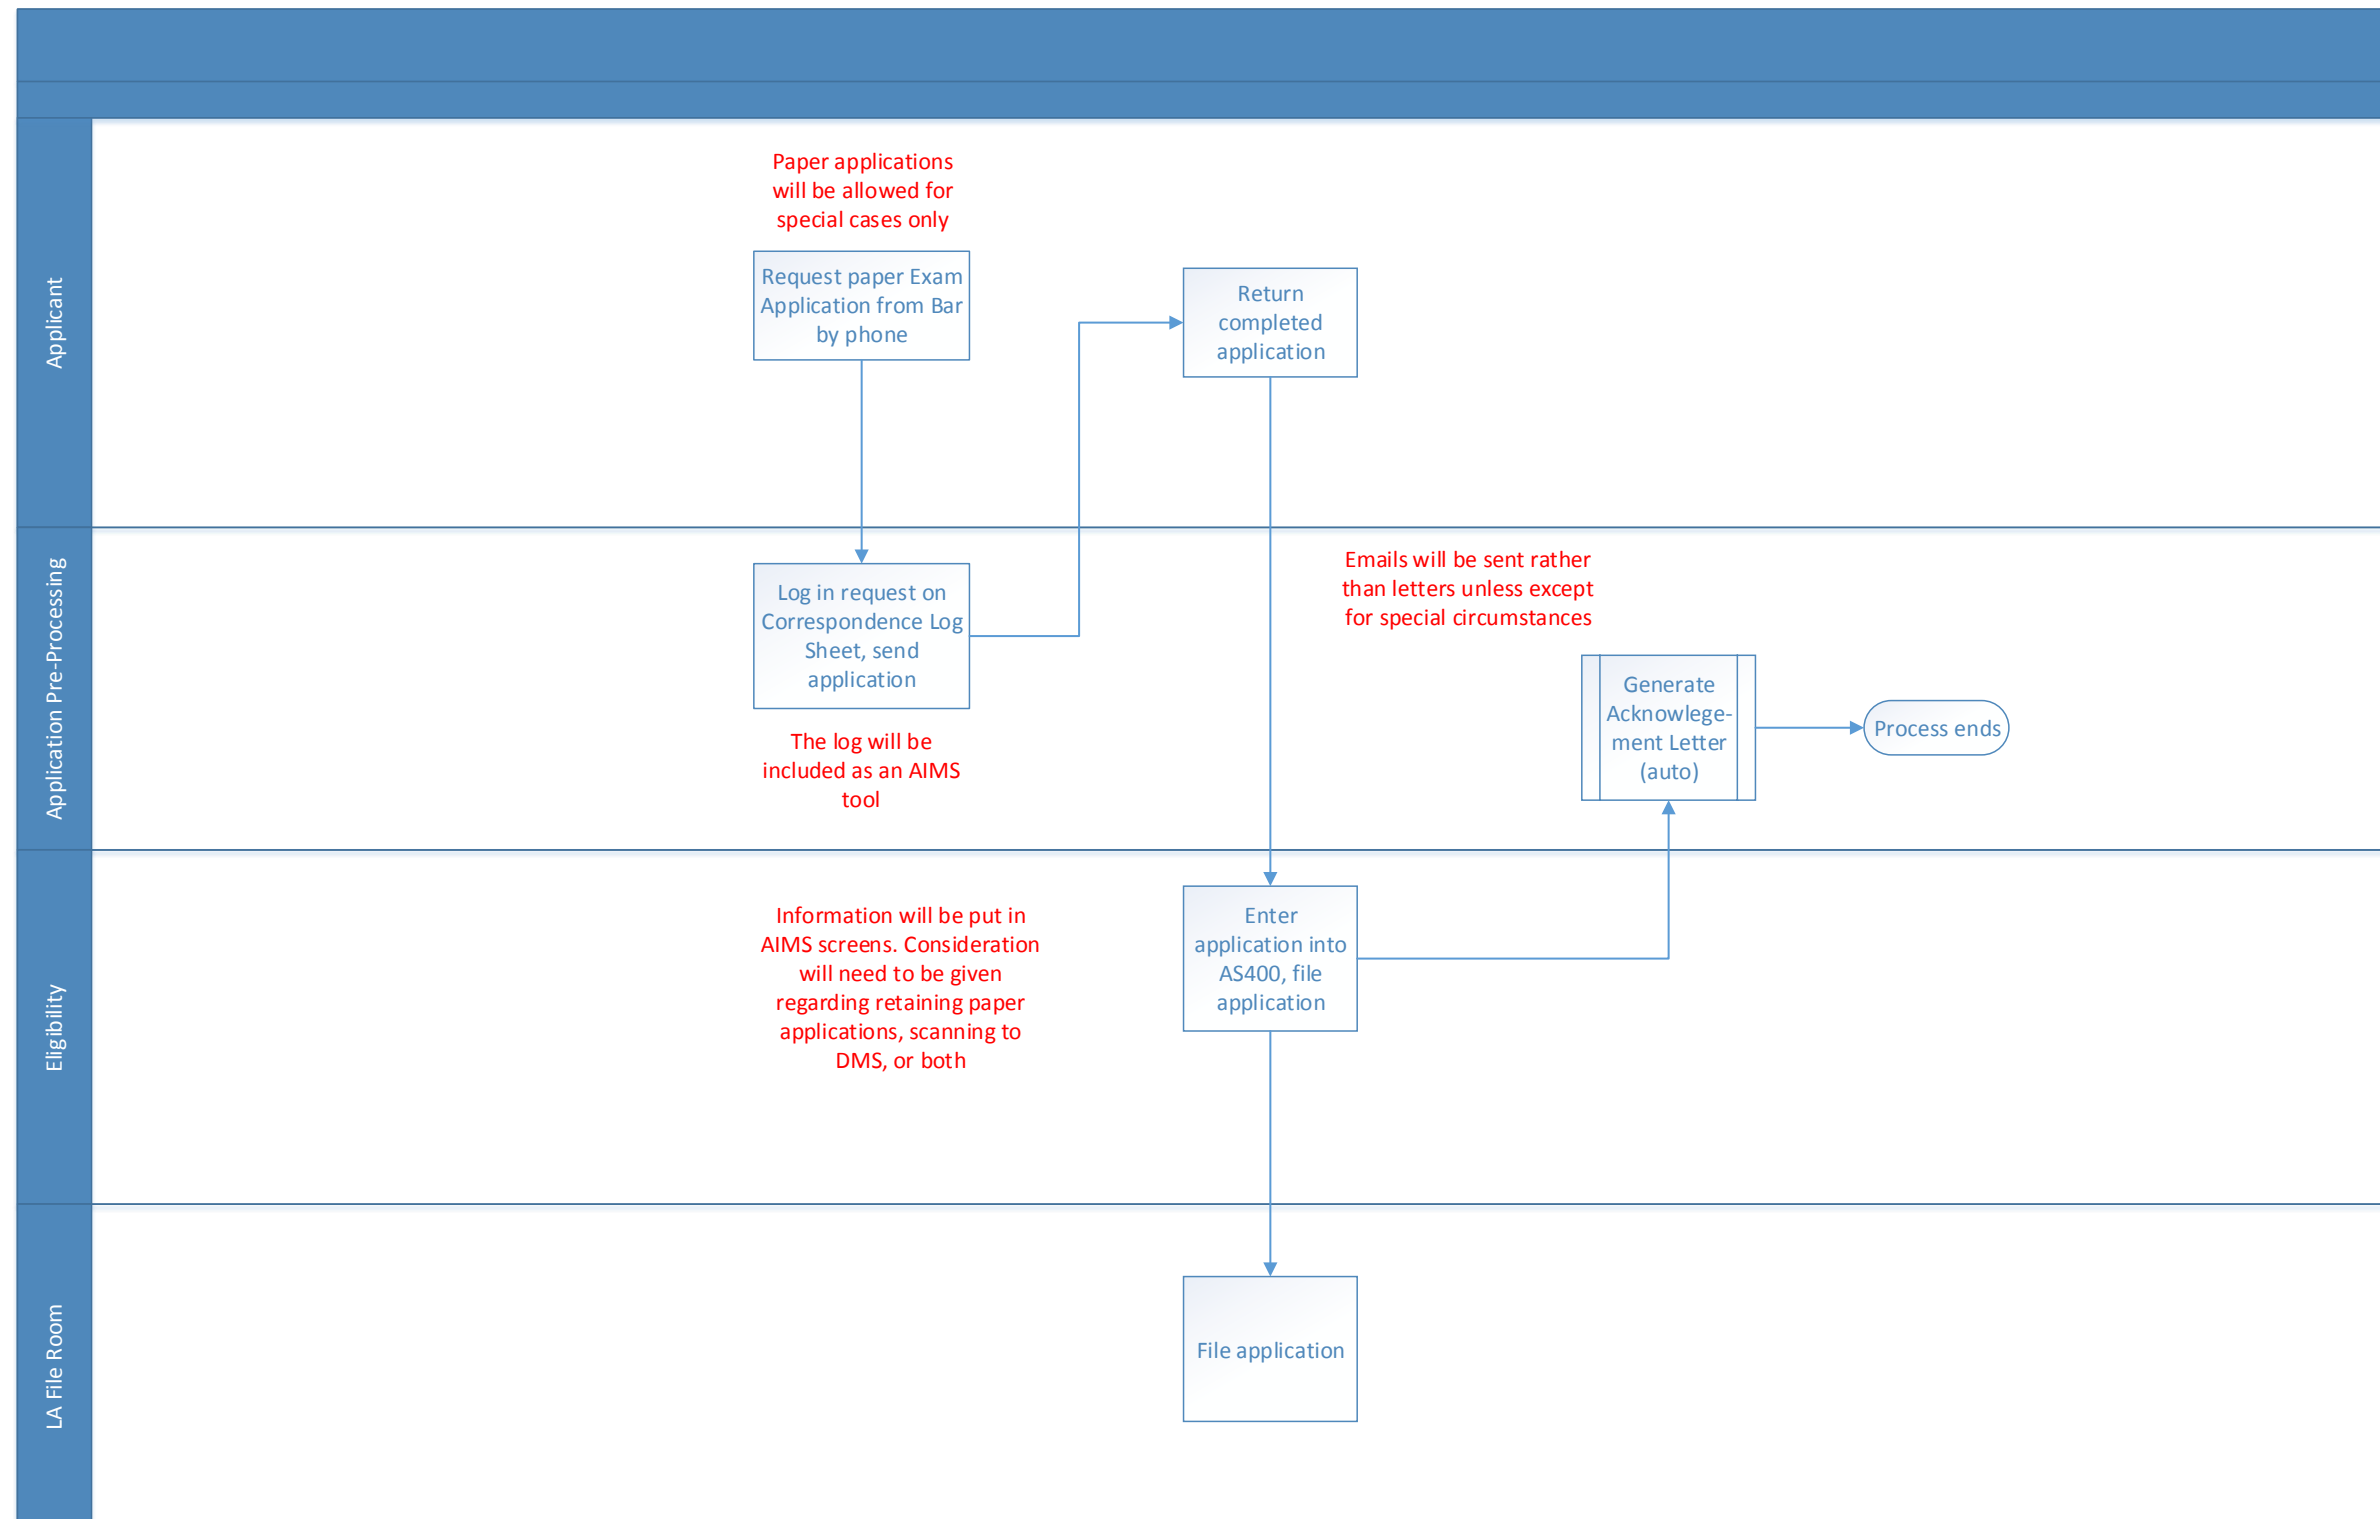 Applicant
Paper applications
will be allowed for
special cases only
Request paper Exam
Application from Bar
by phone
Return
completed
application
Application Pre-Processing
Log in request on
Correspondence Log
Sheet, send
application
The log will be
included as an AIMS
tool
Emails will be sent rather
than letters unless except
for special circumstances
Generate
Acknowlege-
ment Letter
(auto)
Process ends
Eligibility
Information will be put in
AIMS screens. Consideration
will need to be given
regarding retaining paper
applications, scanning to
DMS, or both
Enter
application into
AS400, file
application
LA File Room
File application